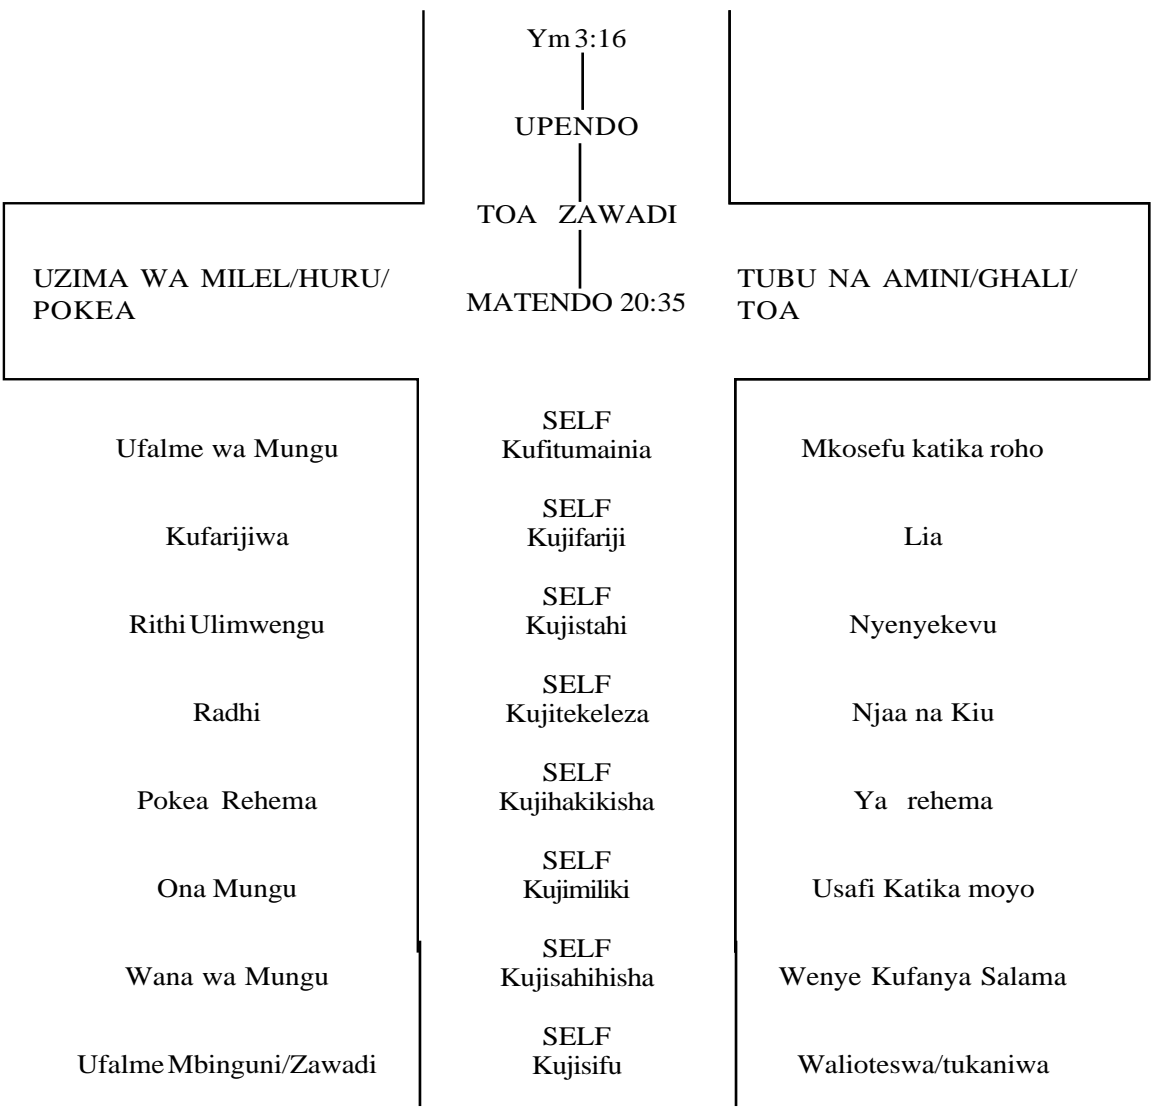 Ym 3:16
UPENDO
TOA ZAWADI
UZIMA WA MILEL/HURU/
POKEA
MATENDO 20:35
TUBU NA AMINI/GHALI/
TOA
SELF
Ufalme wa Mungu Kufitumainia Mkosefu katika roho
SELF
Kufarijiwa Kujifariji Lia
SELF
Rithi Ulimwengu Kujistahi Nyenyekevu
SELF
Radhi Kujitekeleza Njaa na Kiu
SELF
Pokea Rehema Kujihakikisha Ya rehema
SELF
Ona Mungu Kujimiliki Usafi Katika moyo
SELF
Wana wa Mungu Kujisahihisha Wenye Kufanya Salama
SELF
Ufalme Mbinguni/Zawadi Kujisifu Walioteswa/tukaniwa